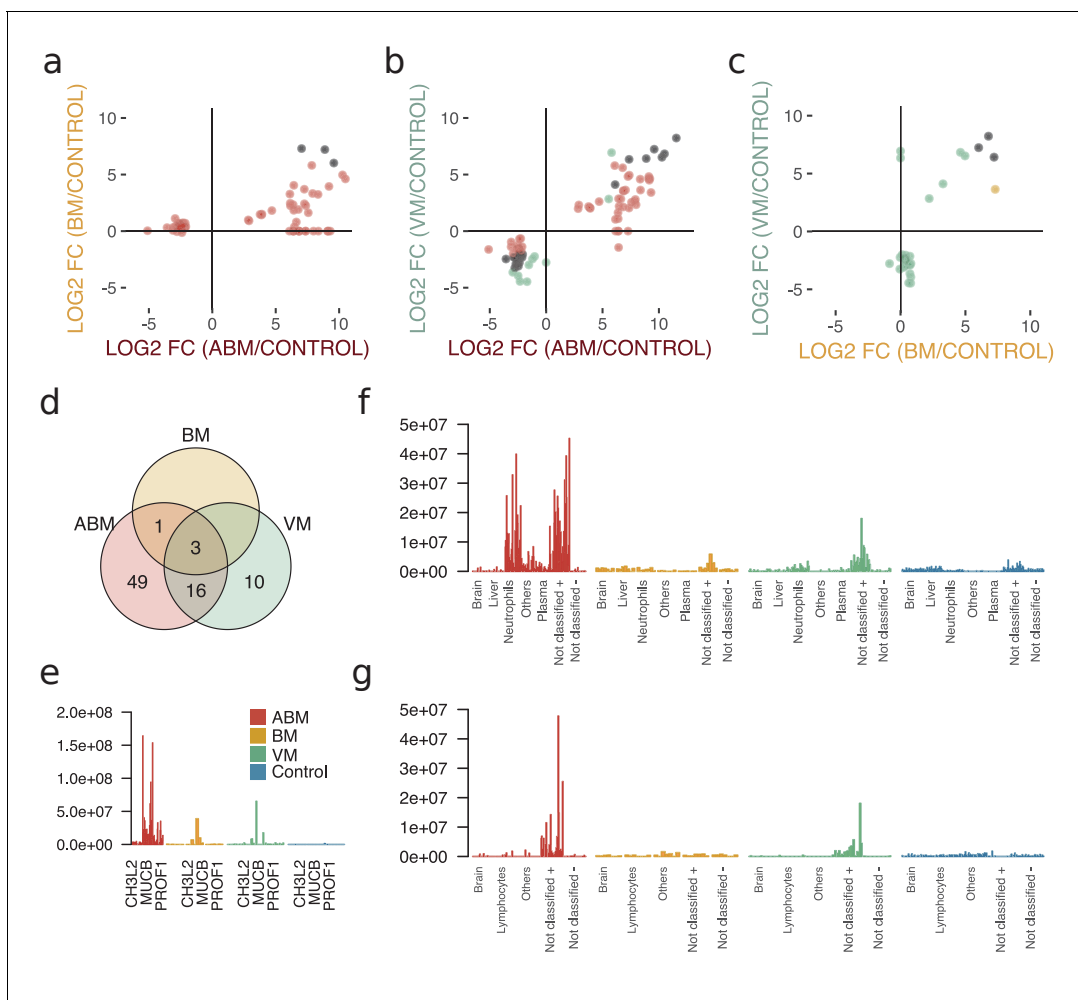 a
LOG2 FC (BM/CONTROL)
10
5
0
-5
-5
0
5
10
LOG2 FC (ABM/CONTROL)
b
LOG2 FC (VM/CONTROL)
10
5
0
-5
-5
0
5
10
LOG2 FC (ABM/CONTROL)
c
LOG2 FC (VM/CONTROL)
10
5
0
-5
-5
0
5
10
LOG2 FC (BM/CONTROL)
d
BM
ABM
VM
1
3
49
16
10
e
2.0e+08
1.5e+08
1.0e+08
5.0e+07
0.0e+00
ABM
BM
VM
Control
CH3L2
MUCB
PROF1
CH3L2
MUCB
PROF1
CH3L2
MUCB
PROF1
CH3L2
MUCB
PROF1
f
5e+07
4e+07
3e+07
2e+07
1e+07
0e+00
Brain
Liver
Neutrophils
Others
Plasma
Not classified +
Not classified -
Brain
Liver
Neutrophils
Others
Plasma
Not classified +
Not classified -
Brain
Liver
Neutrophils
Others
Plasma
Not classified +
Not classified -
Brain
Liver
Neutrophils
Others
Plasma
Not classified +
Not classified -
g
5e+07
4e+07
3e+07
2e+07
1e+07
0e+00
Brain
Lymphocytes
Others
Not classified +
Not classified -
Brain
Lymphocytes
Others
Not classified +
Not classified -
Brain
Lymphocytes
Others
Not classified +
Not classified -
Brain
Lymphocytes
Others
Not classified +
Not classified -